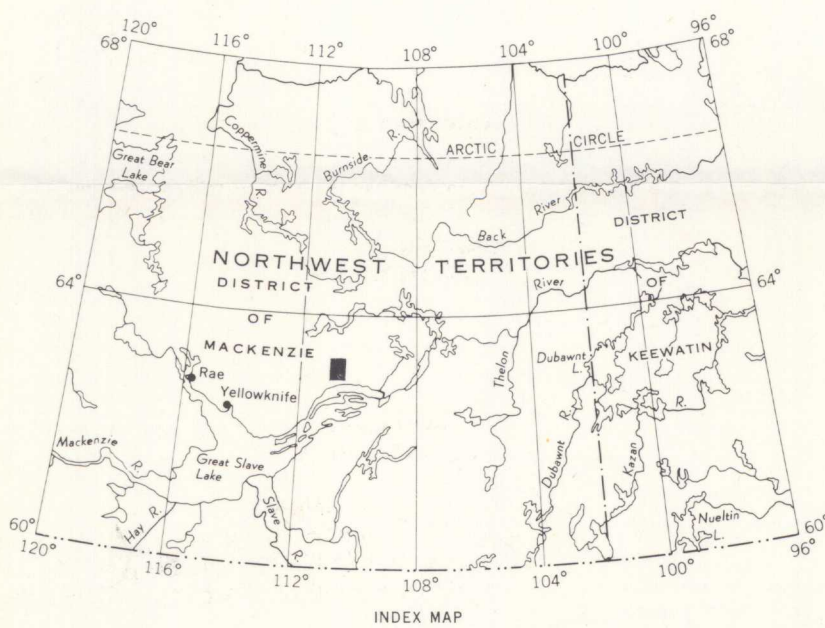 120° 116° 112° 108° 104° 100° 96°
68° 68°
Coppermine R.
Burnside R.
ARCTIC CIRCLE
Great Bear
Lake
Back River
DISTRICT
NORTHWEST TERRITORIES
DISTRICT
OF
MACKENZIE
River
OF
64° 64°
KEEWATIN
Thelon
Dubawnt
L.
Rae
Yellowknife
R.
Dubawnt R.
Kazan
Mackenzie R.
Great Slave
Lake
Hay R.
Slave R.
Nueltin
L.
60° 60°
120° 116° 112° 108° 104° 100° 96°
INDEX MAP